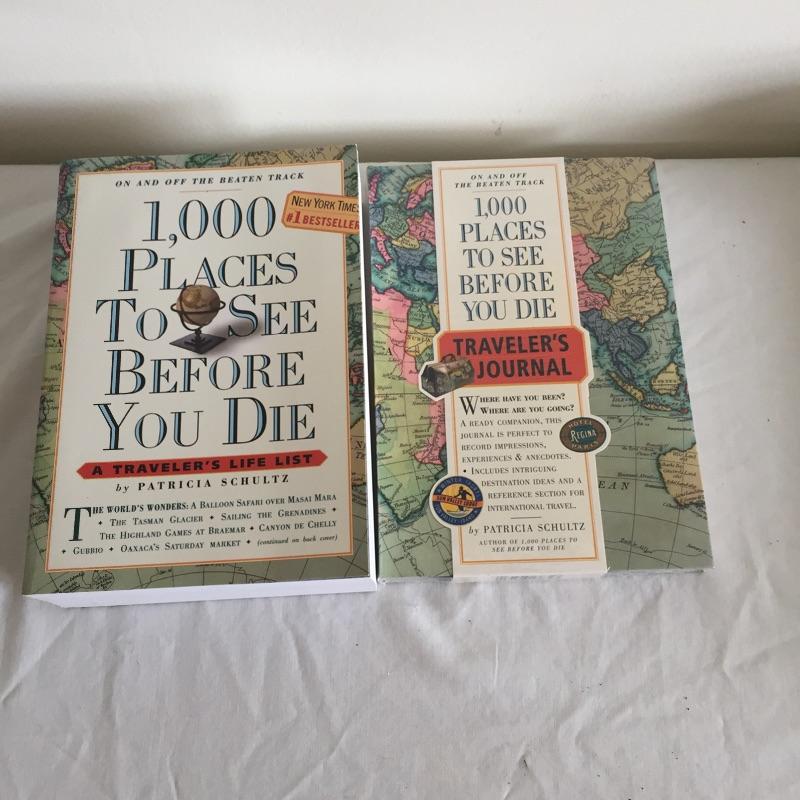 ON AND OFF THE BEATEN TRACK
1,000
PLACES
TO SEE
BEFORE
YOU DIE
NEW YORK TIMES
#1 BESTSELLER
A TRAVELER'S LIFE LIST
by PATRICIA SCHULTZ
THE WORLD'S WONDERS: A BALLOON SAFARI OVER MASAI MARA
• THE TASMAN GLACIER • SAILING THE GRENADINES •
THE HIGHLAND GAMES AT BRAEMAR • CANYON DE CHELLY
• GUBBIO • OAXACA'S SATURDAY MARKET • (continued on back cover)
ON AND OFF
THE BEATEN TRACK
1,000
PLACES
TO SEE
BEFORE
YOU DIE
TRAVELER'S
JOURNAL
WHERE HAVE YOU BEEN?
WHERE ARE YOU GOING?
A READY COMPANION, THIS
JOURNAL IS PERFECT TO
RECORD IMPRESSIONS,
EXPERIENCES & ANECDOTES.
• INCLUDES INTRIGUING
DESTINATION IDEAS AND A
REFERENCE SECTION FOR
INTERNATIONAL TRAVEL.
HOTEL
REGINA
PARIS
SUN VALLEY LODGE
by PATRICIA SCHULTZ
AUTHOR OF 1,000 PLACES TO
SEE BEFORE YOU DIE